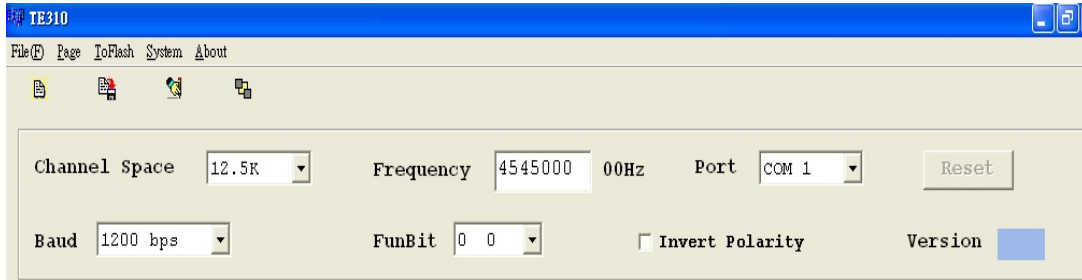 TE310
File(F) Page ToFlash System About
Channel Space 12.5K Frequency 4545000 00Hz Port COM 1 Reset
Baud 1200 bps FunBit 0 0 Invert Polarity Version